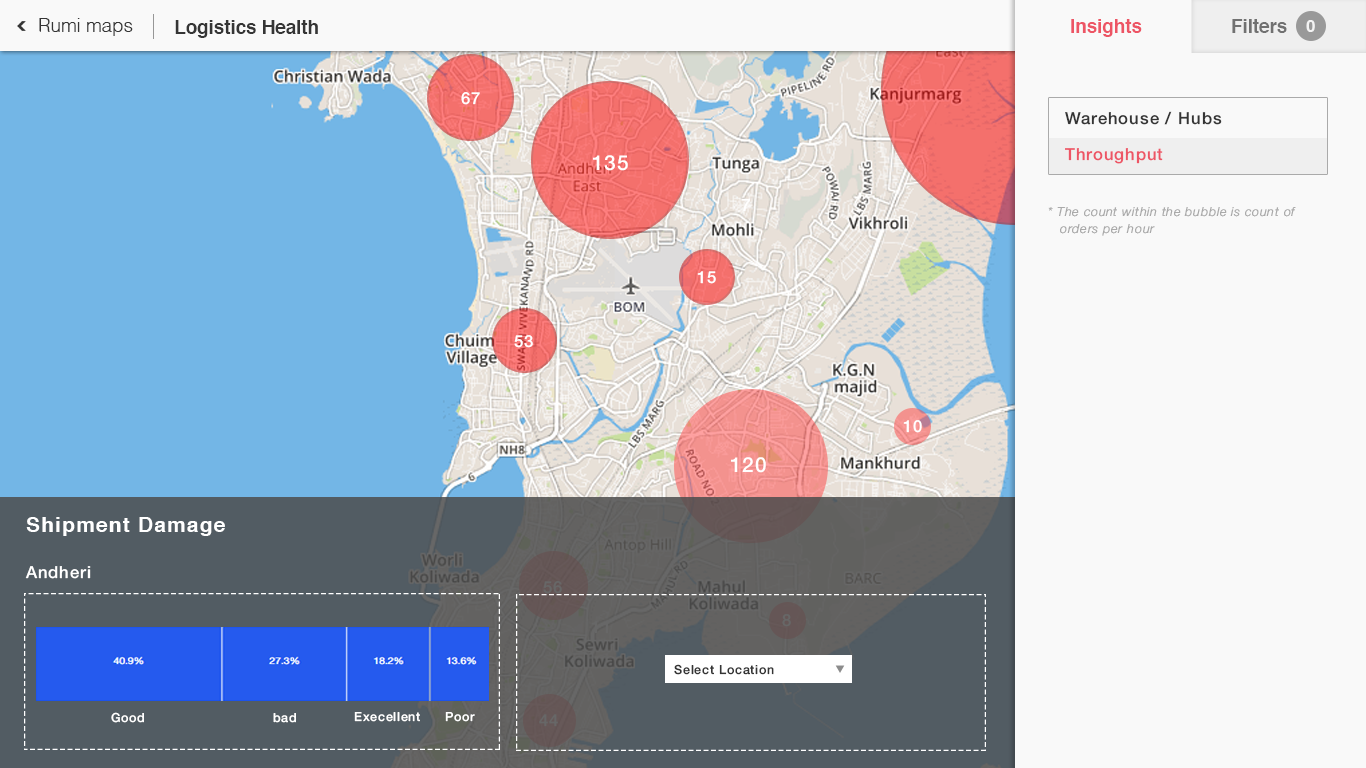 Rumi maps
Logistics Health
Insights
Filters
0
Warehouse / Hubs
Throughput
* The count within the bubble is count of
orders per hour
Christian Wada
67
East
Kanjurmarg
PIPELINE RD
135
Andheri
East
Tunga
POWAI RD
LBS MARG
Mohli
Vikhroli
15
BOM
SWAMI VIVEKANAND RD
53
Chuim
Village
K.G.N
majid
10
LBS MARG
NH8
6
120
ROAD NO
Mankhurd
Shipment Damage
Andheri
Antop Hill
Worli
Koliwada
56
MAHUL RD
Mahul
Koliwada
BARC
8
Sewri
Koliwada
44
40.9%
27.3%
18.2%
13.6%
Good
bad
Execellent
Poor
Select Location